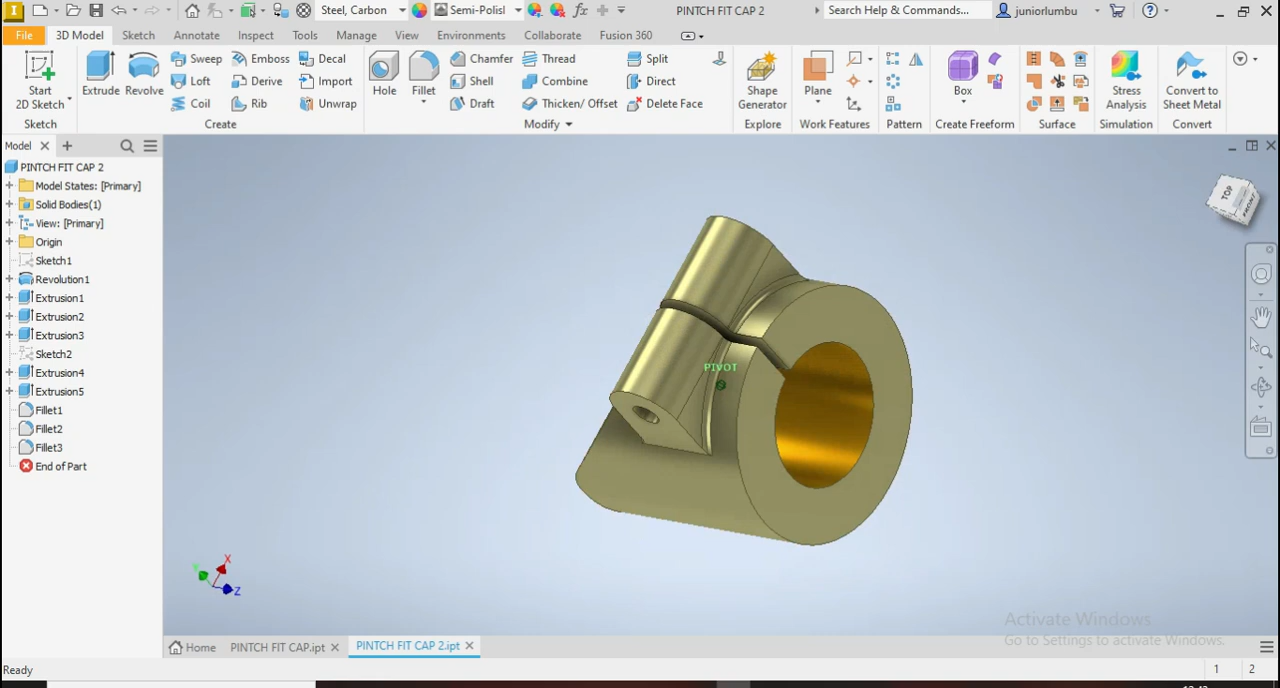 Steel, Carbon
Semi-Polisl
fx
PINTCH FIT CAP 2
Search Help & Commands...
juniorlumbu
File
3D Model
Sketch
Annotate
Inspect
Tools
Manage
View
Environments
Collaborate
Fusion 360
Start
2D Sketch
Sketch
Extrude
Revolve
Sweep
Emboss
Decal
Loft
Derive
Import
Coil
Rib
Unwrap
Create
Hole
Fillet
Chamfer
Thread
Split
Shell
Combine
Direct
Draft
Thicken/ Offset
Delete Face
Modify
Shape
Generator
Explore
Plane
Work Features
Pattern
Box
Create Freeform
Surface
Stress
Analysis
Simulation
Convert to
Sheet Metal
Convert
Model
PINTCH FIT CAP 2
Model States: [Primary]
Solid Bodies(1)
View: [Primary]
Origin
Sketch1
Revolution1
Extrusion1
Extrusion2
Extrusion3
Sketch2
Extrusion4
Extrusion5
Fillet1
Fillet2
Fillet3
End of Part
TOP
FRONT
PIVOT
X
Y
Z
Activate Windows
Go to Settings to activate Windows.
Home
PINTCH FIT CAP.ipt
PINTCH FIT CAP 2.ipt
Ready
1
2